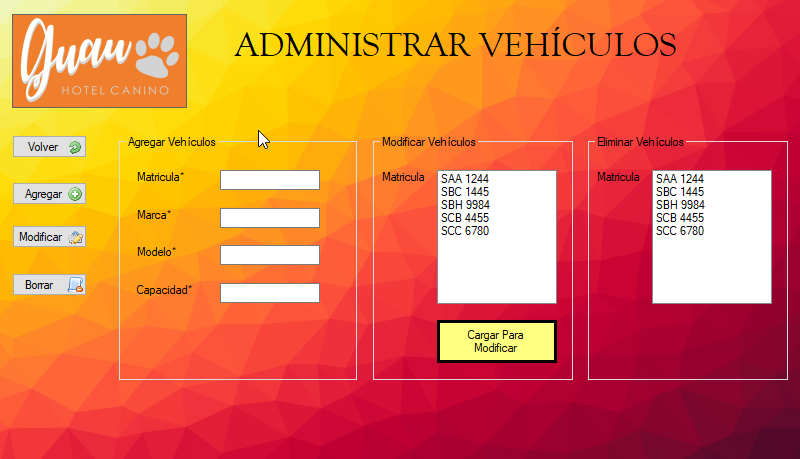 Guau
HOTEL CANINO
ADMINISTRAR VEHÍCULOS
Volver
Agregar
Modificar
Borrar
Agregar Vehículos
Matricula*
Marca*
Modelo*
Capacidad*
Modificar Vehículos
Matricula
SAA 1244
SBC 1445
SBH 9984
SCB 4455
SCC 6780
Cargar Para
Modificar
Eliminar Vehículos
Matricula
SAA 1244
SBC 1445
SBH 9984
SCB 4455
SCC 6780